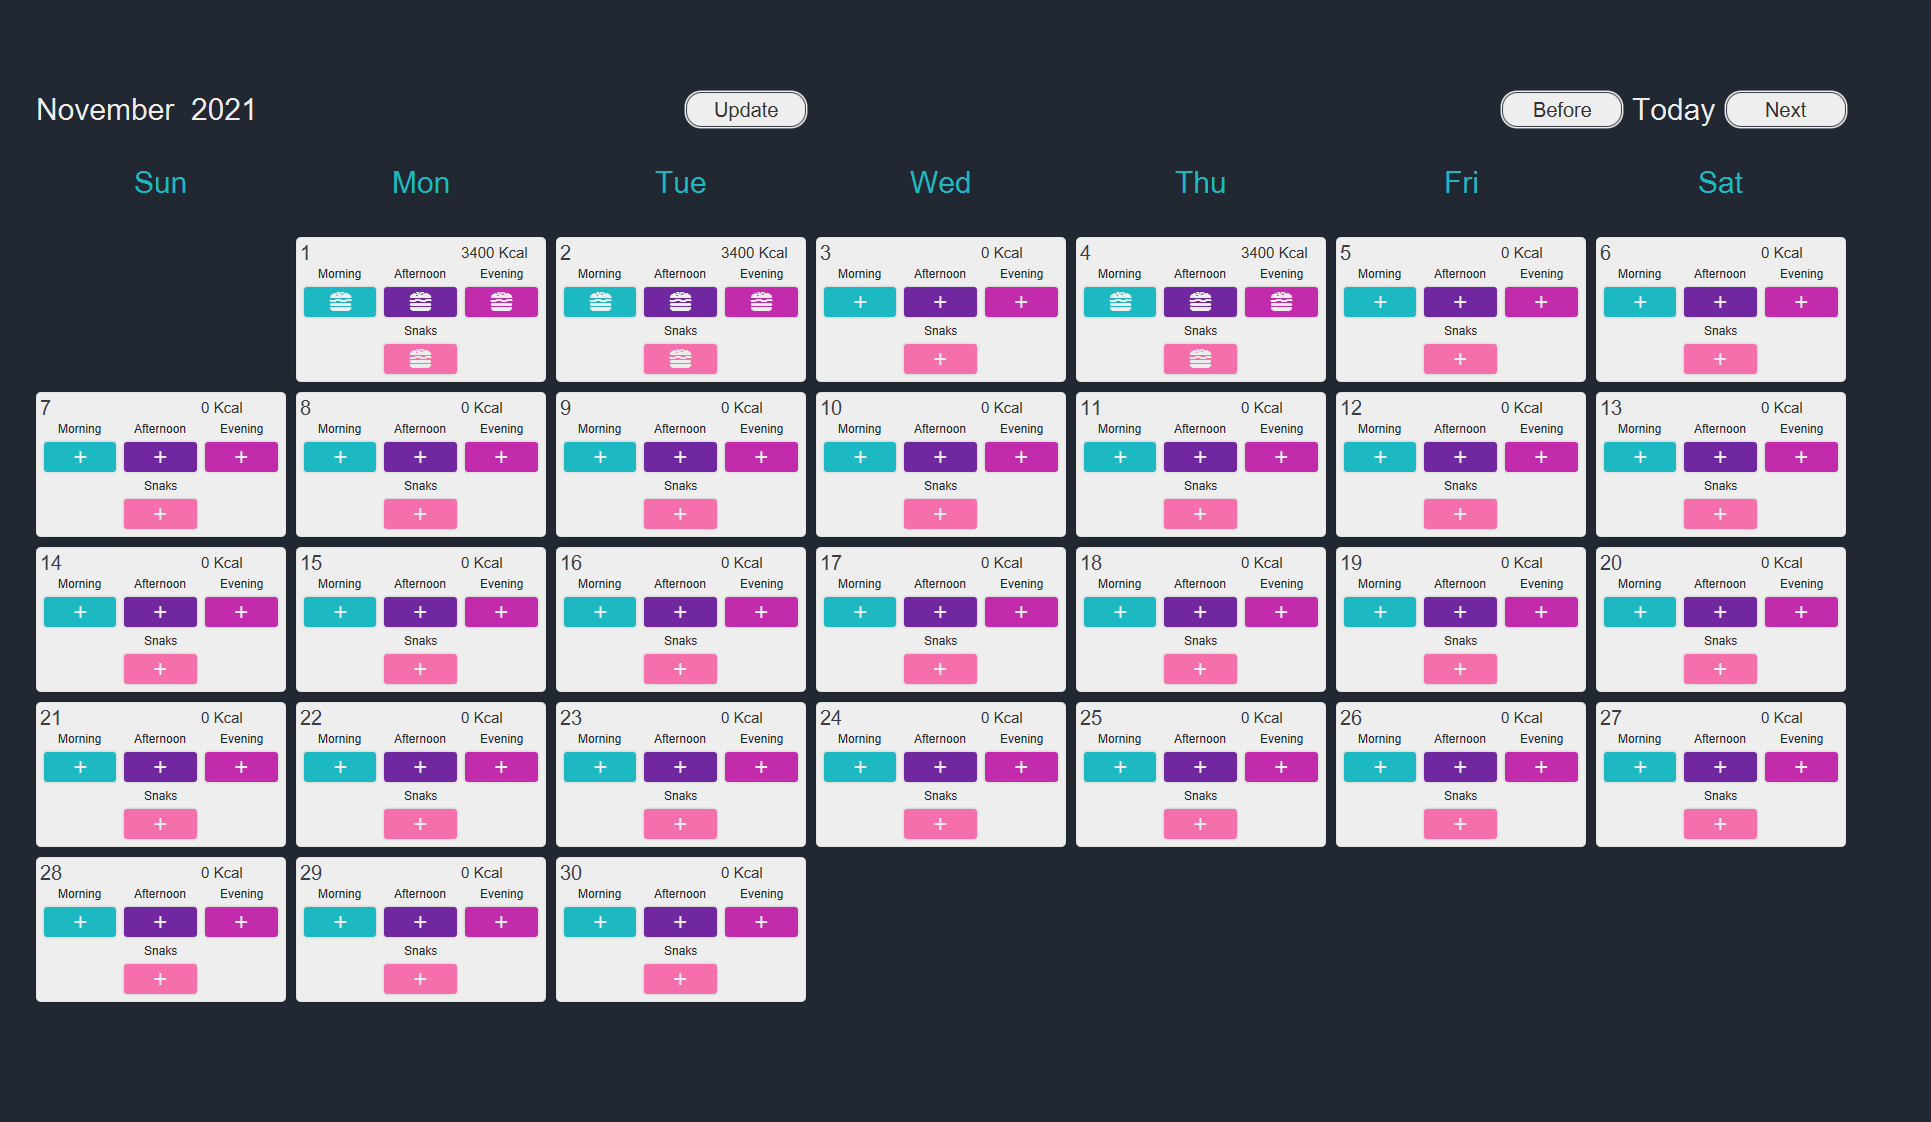 November 2021 Update Before Today Next
Sun Mon Tue Wed Thu Fri Sat
1 3400 Kcal 2 3400 Kcal 3 0 Kcal 4 3400 Kcal 5 0 Kcal 6 0 Kcal
Morning Afternoon Evening Morning Afternoon Evening Morning Afternoon Evening Morning Afternoon Evening Morning Afternoon Evening Morning Afternoon Evening
+ + + + + + + + +
Snaks Snaks Snaks Snaks Snaks Snaks
+ + +
7 0 Kcal 8 0 Kcal 9 0 Kcal 10 0 Kcal 11 0 Kcal 12 0 Kcal 13 0 Kcal
Morning Afternoon Evening Morning Afternoon Evening Morning Afternoon Evening Morning Afternoon Evening Morning Afternoon Evening Morning Afternoon Evening Morning Afternoon Evening
+ + + + + + + + + + + + + + + + + + + + +
Snaks Snaks Snaks Snaks Snaks Snaks Snaks
+ + + + + + +
14 0 Kcal 15 0 Kcal 16 0 Kcal 17 0 Kcal 18 0 Kcal 19 0 Kcal 20 0 Kcal
Morning Afternoon Evening Morning Afternoon Evening Morning Afternoon Evening Morning Afternoon Evening Morning Afternoon Evening Morning Afternoon Evening Morning Afternoon Evening
+ + + + + + + + + + + + + + + + + + + + +
Snaks Snaks Snaks Snaks Snaks Snaks Snaks
+ + + + + + +
21 0 Kcal 22 0 Kcal 23 0 Kcal 24 0 Kcal 25 0 Kcal 26 0 Kcal 27 0 Kcal
Morning Afternoon Evening Morning Afternoon Evening Morning Afternoon Evening Morning Afternoon Evening Morning Afternoon Evening Morning Afternoon Evening Morning Afternoon Evening
+ + + + + + + + + + + + + + + + + + + + +
Snaks Snaks Snaks Snaks Snaks Snaks Snaks
+ + + + + + +
28 0 Kcal 29 0 Kcal 30 0 Kcal
Morning Afternoon Evening Morning Afternoon Evening Morning Afternoon Evening
+ + + + + + + + +
Snaks Snaks Snaks
+ + +